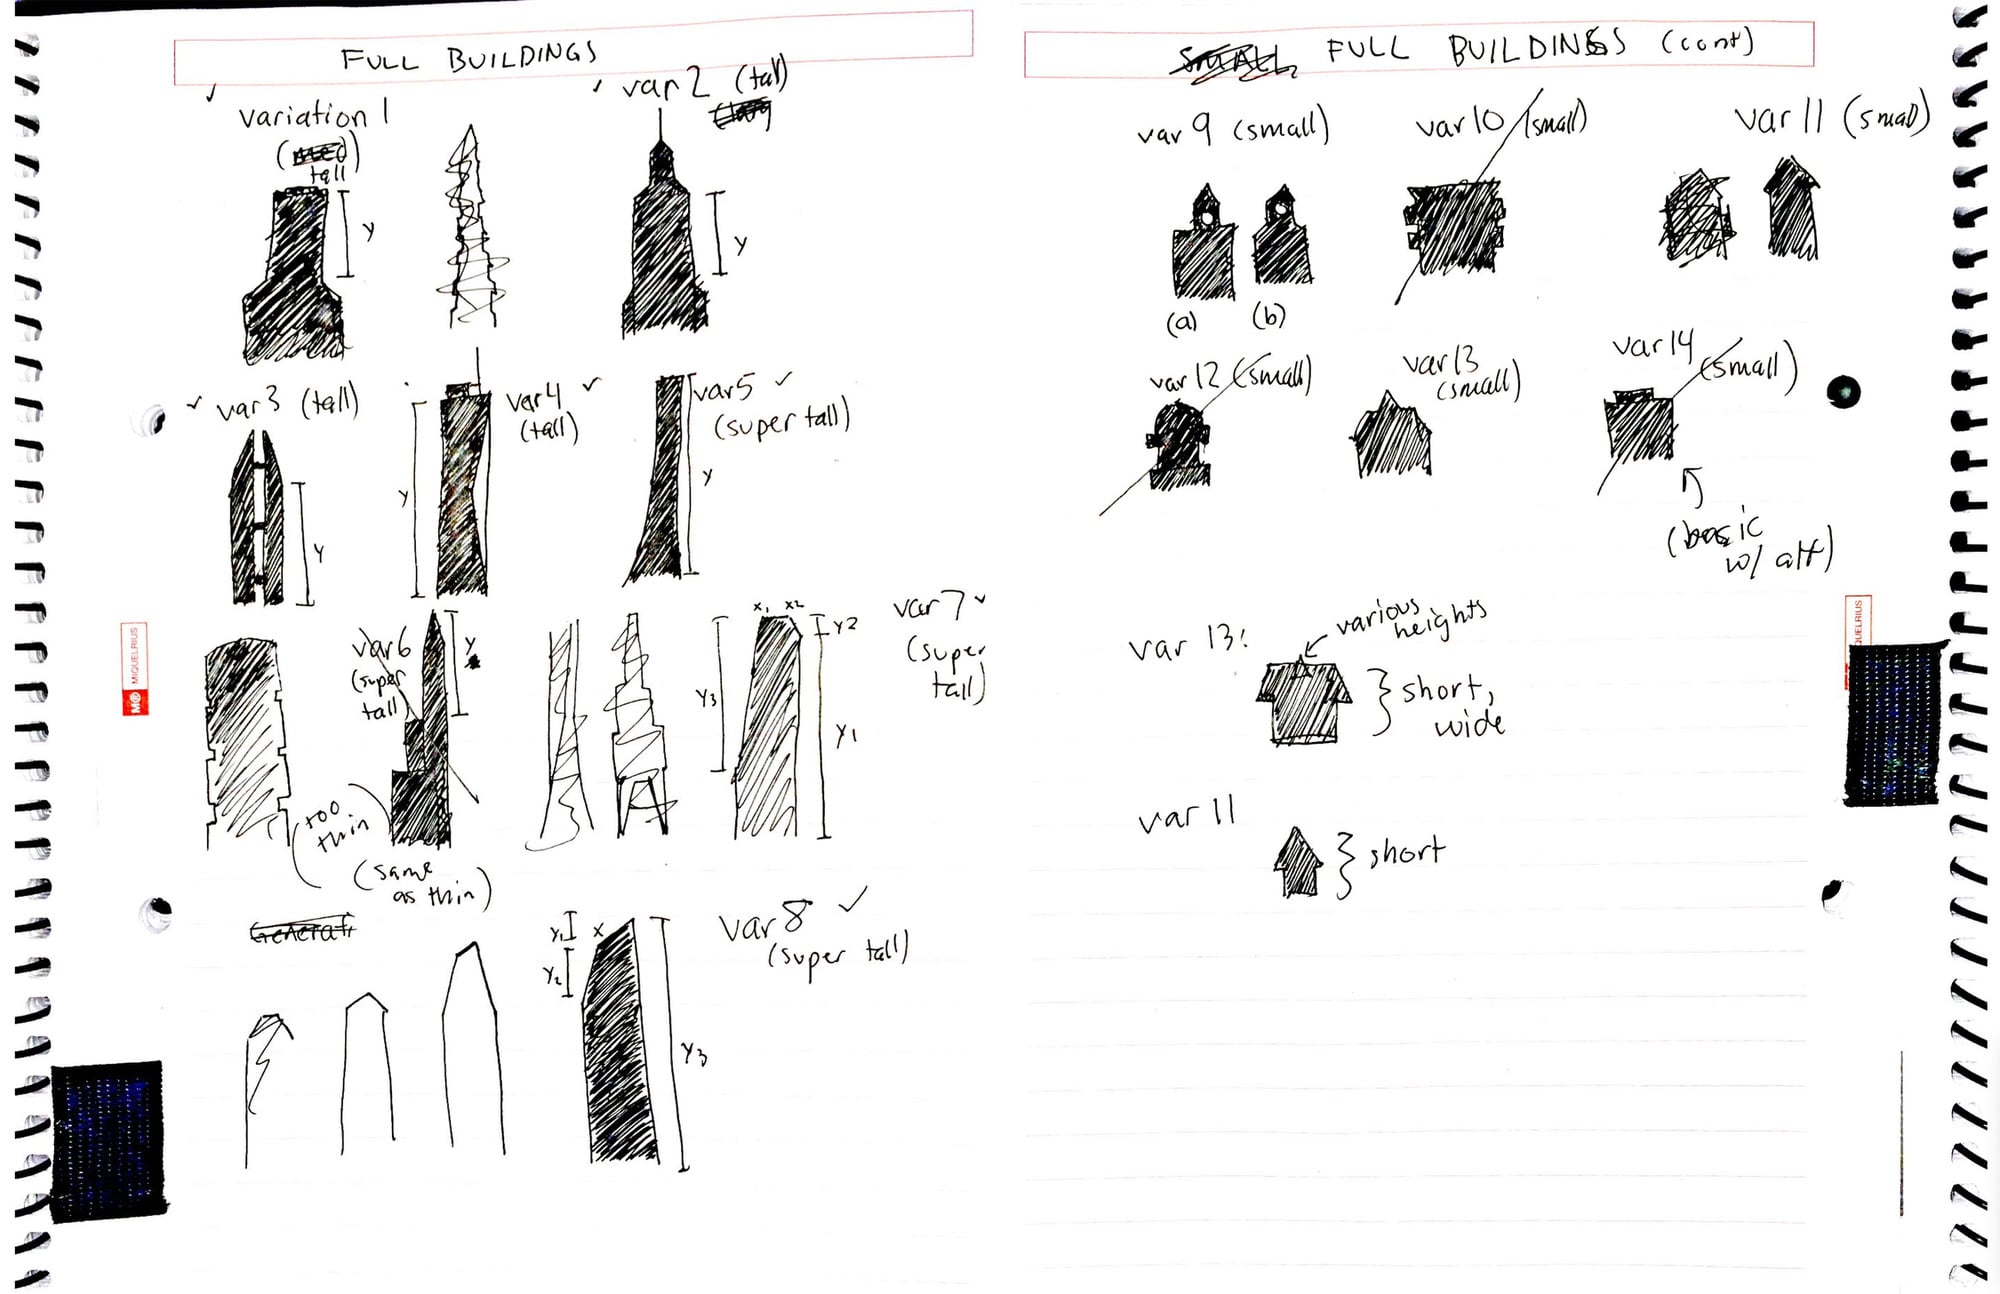 FULL BUILDINGS
variation 1
(med)
tall
Y
var 2 (tall)
Y
var 3 (tall)
Y
var 4
(tall)
Y
var 5
(super tall)
Y
var 6
(super
tall)
Y
too
thin
(same
as thin)
X1 X2
Y2
Y3
Y1
var 7
(super
tall)
Generat
Y1 X
Y2
Y3
var 8
(super tall)
MR MIQUELRIUS
SMALL FULL BUILDINGS (cont)
var 9 (small)
(a) (b)
var 10 (small)
var 11 (small)
var 12 (small)
var 13
(small)
var 14 (small)
(basic
w/ alt)
var 13:
various
heights
short,
wide
var 11
short
QUELRIUS